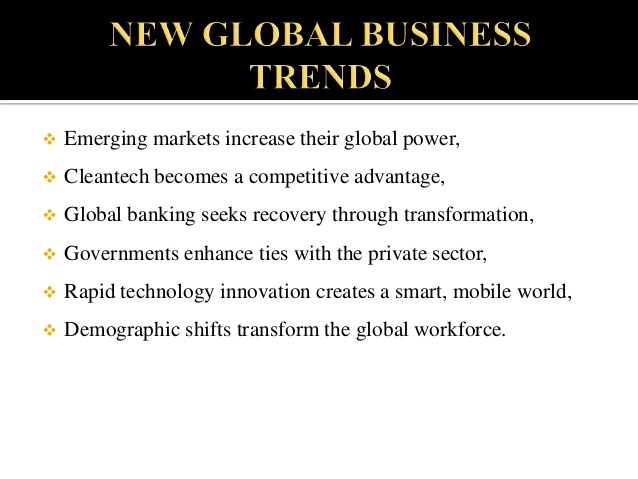 NEW GLOBAL BUSINESS
TRENDS
Emerging markets increase their global power,
Cleantech becomes a competitive advantage,
Global banking seeks recovery through transformation,
Governments enhance ties with the private sector,
Rapid technology innovation creates a smart, mobile world,
Demographic shifts transform the global workforce.